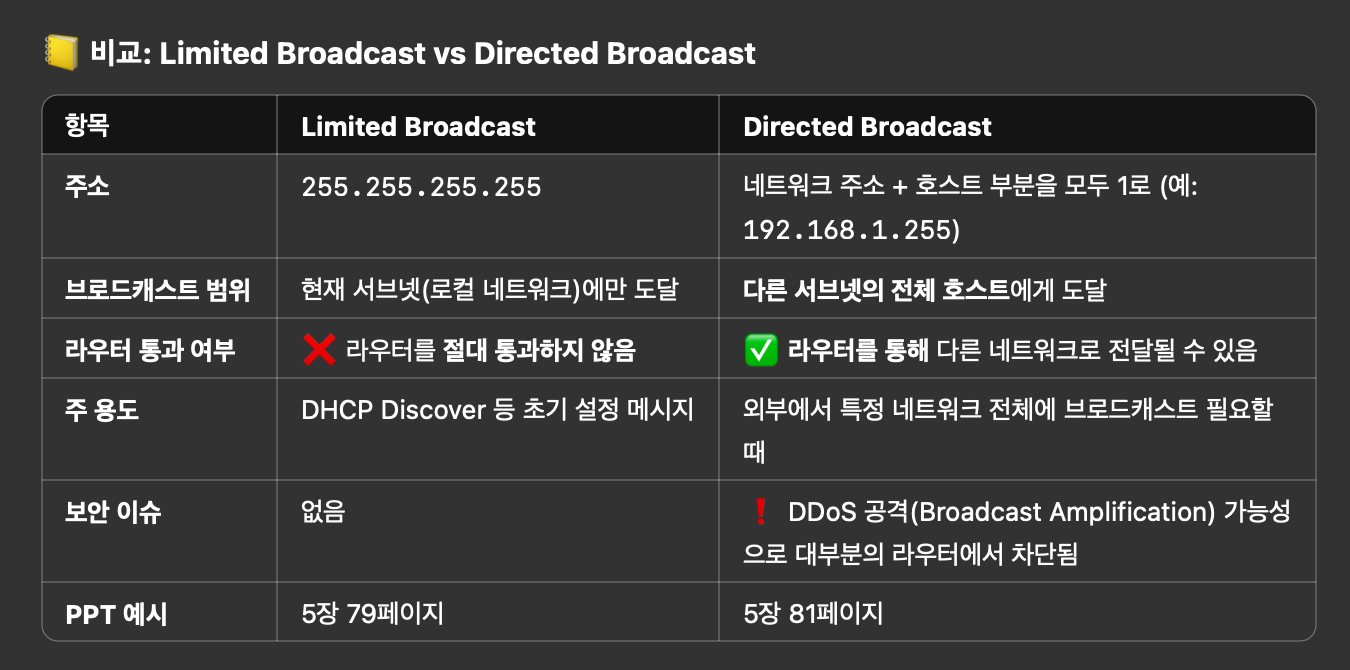 📒 비교: Limited Broadcast vs Directed Broadcast
항목 Limited Broadcast Directed Broadcast
주소 255.255.255.255 네트워크 주소 + 호스트 부분을 모두 1로 (예:
192.168.1.255)
브로드캐스트 범위 현재 서브넷(로컬 네트워크)에만 도달 다른 서브넷의 전체 호스트에게 도달
라우터 통과 여부 ❌ 라우터를 절대 통과하지 않음 ✅ 라우터를 통해 다른 네트워크로 전달될 수 있음
주 용도 DHCP Discover 등 초기 설정 메시지 외부에서 특정 네트워크 전체에 브로드캐스트 필요할
때
보안 이슈 없음 ❗ DDoS 공격(Broadcast Amplification) 가능성
으로 대부분의 라우터에서 차단됨
PPT 예시 5장 79페이지 5장 81페이지